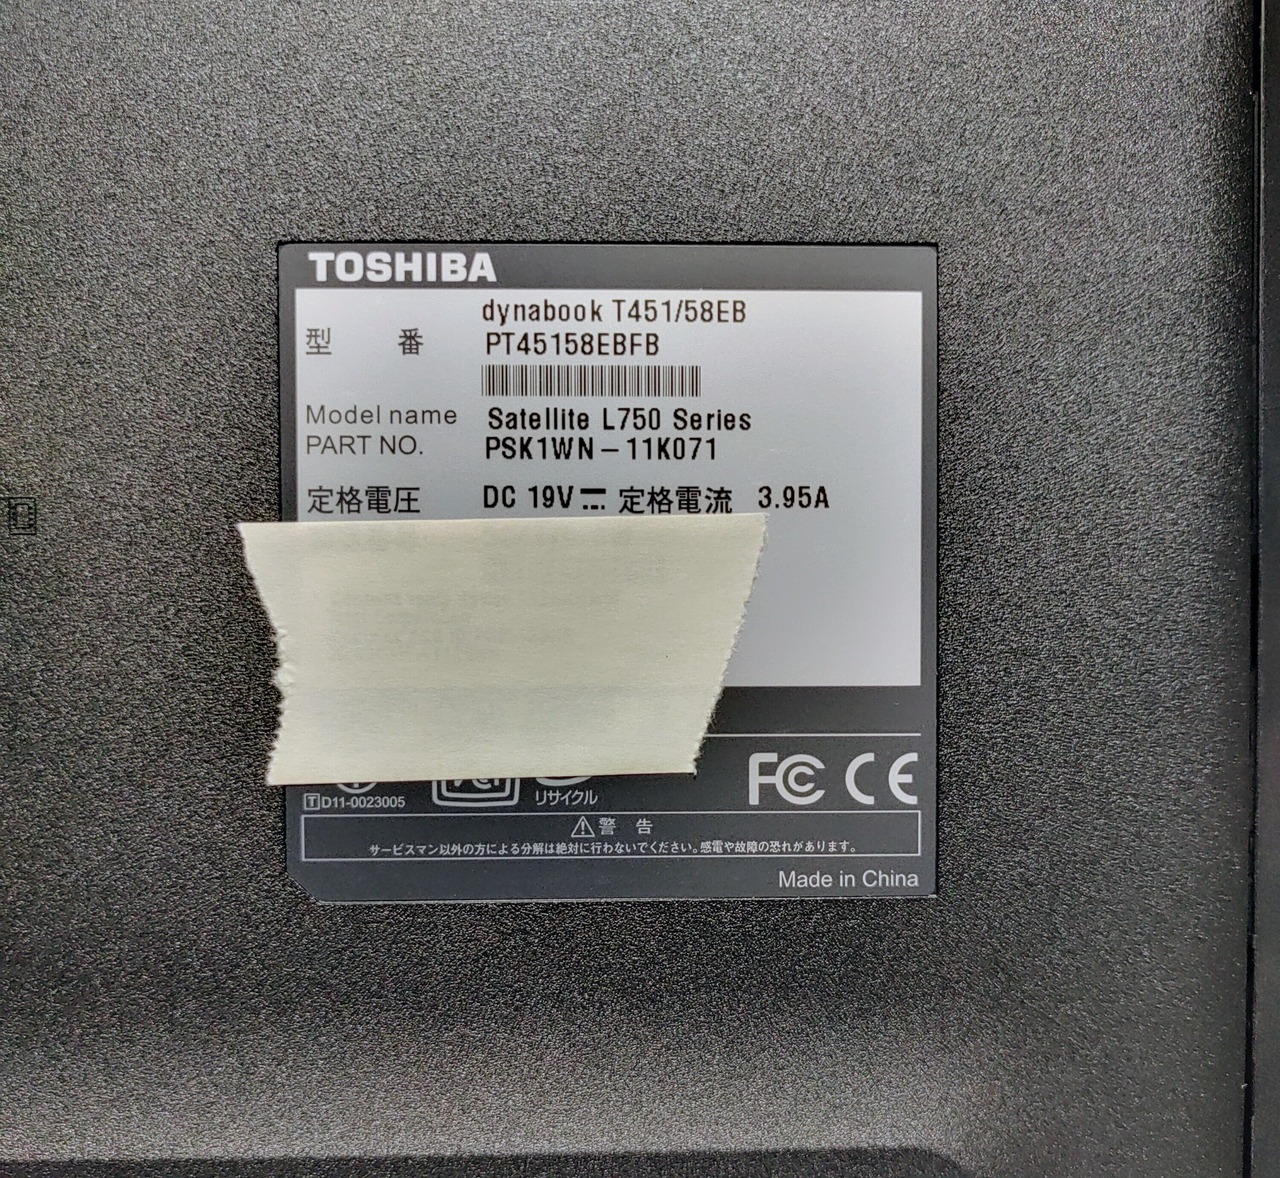 TOSHIBA
dynabook T451/58EB
型 番 PT45158EBFB
Model name Satellite L750 Series
PART NO. PSK1WN-11K071
定格電圧 DC 19V 定格電流 3.95A
リサイクル
FC CE
T D11-0023005
警 告
サービスマン以外の方による分解は絶対に行わないでください。感電や故障の恐れがあります。
Made in China